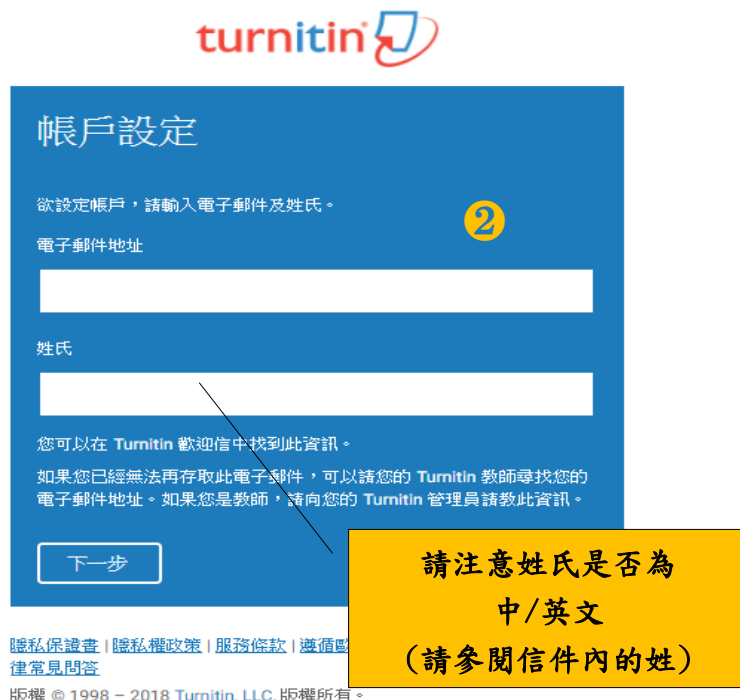 turnitin
帳戶設定
欲設定帳戶，請輸入電子郵件及姓氏。
2
電子郵件地址
姓氏
您可以在 Turnitin 歡迎信中找到此資訊。
如果您已經無法再存取此電子郵件，可以請您的 Turnitin 教師尋找您的
電子郵件地址。如果您是教師，請向您的 Turnitin 管理員請教此資訊。
下一步
請注意姓氏是否為
中/英文
(請參閱信件內的姓)
隱私保證書 | 隱私權政策 | 服務條款 | 遵循歐
律常見問答
版權 © 1998 – 2018 Turnitin, LLC. 版權所有。